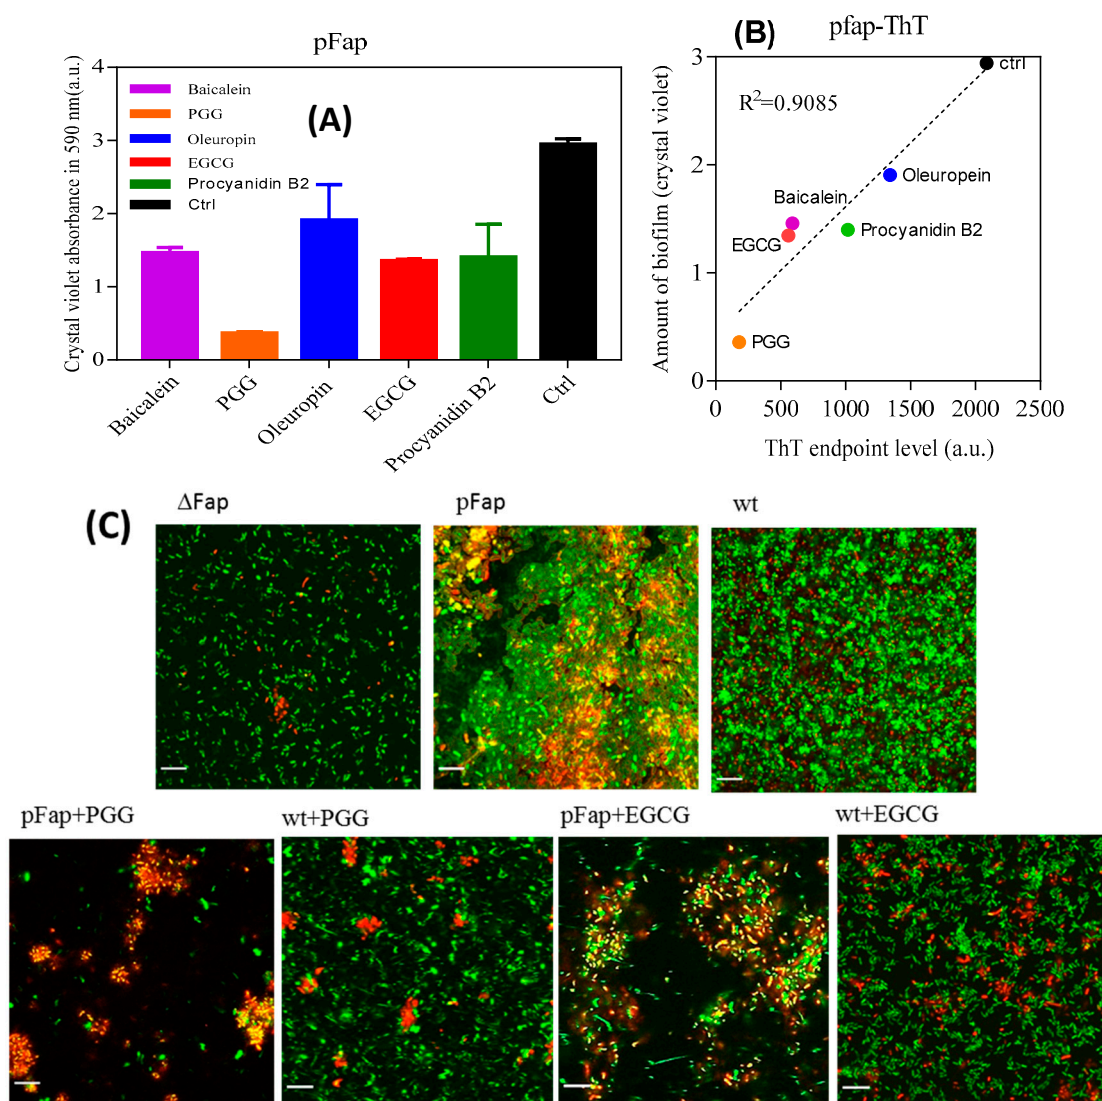 pFap
Crystal violet absorbance in 590 nm(a.u.)
4
3
2
1
0
Baicalein
PGG
Oleuropin
EGCG
Procyanidin B2
Ctrl
(A)
Baicalein
PGG
Oleuropin
EGCG
Procyanidin B2
Ctrl
(B)
pfap-ThT
Amount of biofilm (crystal violet)
3
2
1
0
R²=0.9085
ctrl
Oleuropein
Baicalein
EGCG
Procyanidin B2
PGG
0 500 1000 1500 2000 2500
ThT endpoint level (a.u.)
(C)
ΔFap
pFap
wt
pFap+PGG
wt+PGG
pFap+EGCG
wt+EGCG